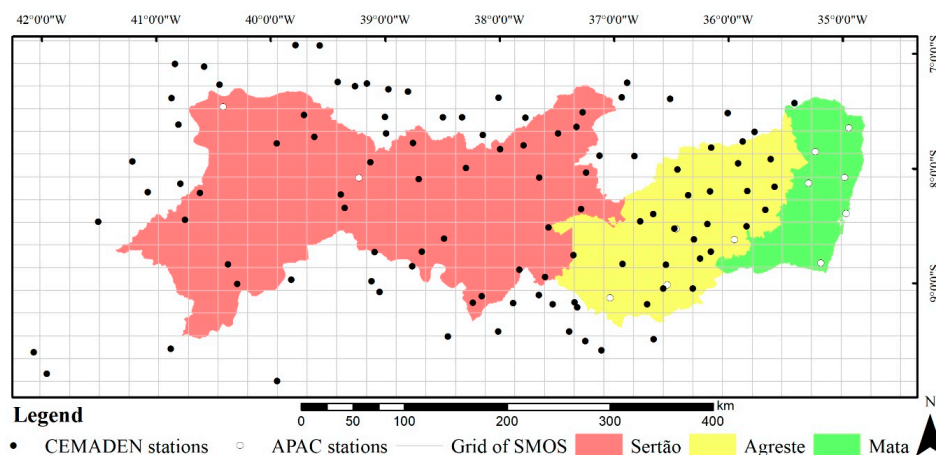 42°0'0"W 41°0'0"W 40°0'0"W 39°0'0"W 38°0'0"W 37°0'0"W 36°0'0"W 35°0'0"W
7°0'0"S
8°0'0"S
9°0'0"S
N
km
0 25 50 100 200 300 400
Legend
CEMADEN stations APAC stations Grid of SMOS Sertão Agreste Mata